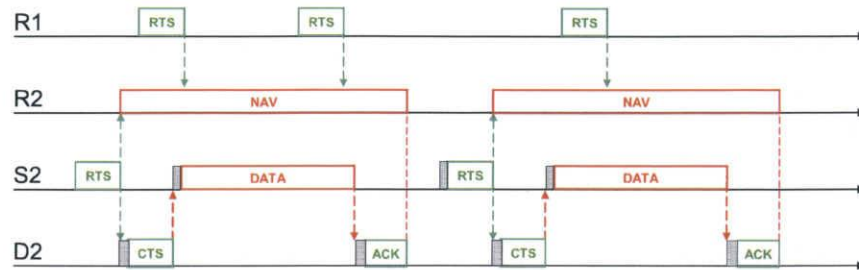 R1 RTS RTS RTS
R2 NAV NAV
S2 RTS DATA RTS DATA
D2 CTS ACK CTS ACK